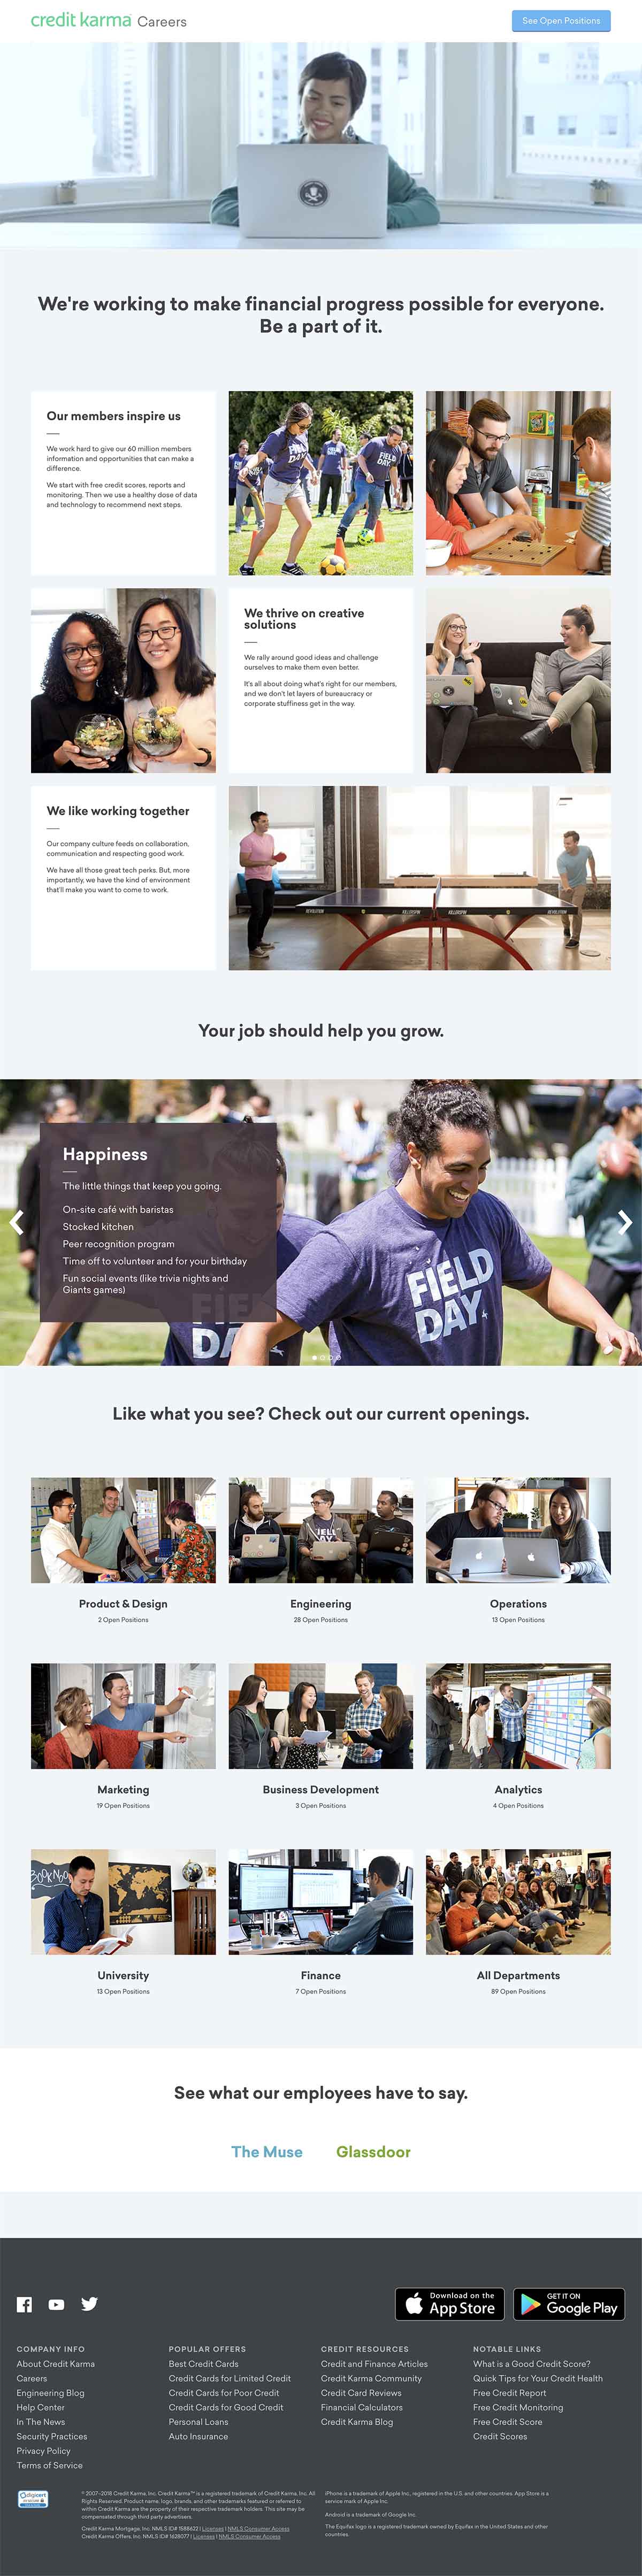 credit karma Careers
See Open Positions
We're working to make financial progress possible for everyone.
Be a part of it.
Our members inspire us
We work hard to give our 60 million members
information and opportunities that can make a
difference.
We start with free credit scores, reports and
monitoring. Then we use a healthy dose of data
and technology to recommend next steps.
FIELD
DAY
We thrive on creative
solutions
We rally around good ideas and challenge
ourselves to make them even better.
It's all about doing what's right for our members,
and we don't let layers of bureaucracy or
corporate stuffiness get in the way.
We like working together
Our company culture feeds on collaboration,
communication and respecting good work.
We have all those great tech perks. But, more
importantly, we have the kind of environment
that'll make you want to come to work.
REVOLUTION
KILLERSPIN
KILLERSPIN
REVOLUTION
Your job should help you grow.
Happiness
The little things that keep you going.
On-site café with baristas
Stocked kitchen
Peer recognition program
Time off to volunteer and for your birthday
Fun social events (like trivia nights and
Giants games)
FIELD
DAY
Like what you see? Check out our current openings.
Product & Design
2 Open Positions
Engineering
28 Open Positions
Operations
13 Open Positions
Marketing
19 Open Positions
Business Development
3 Open Positions
Analytics
4 Open Positions
University
13 Open Positions
Finance
7 Open Positions
All Departments
89 Open Positions
See what our employees have to say.
The Muse
Glassdoor
Download on the
App Store
GET IT ON
Google Play
COMPANY INFO
About Credit Karma
Careers
Engineering Blog
Help Center
In The News
Security Practices
Privacy Policy
Terms of Service
POPULAR OFFERS
Best Credit Cards
Credit Cards for Limited Credit
Credit Cards for Poor Credit
Credit Cards for Good Credit
Personal Loans
Auto Insurance
CREDIT RESOURCES
Credit and Finance Articles
Credit Karma Community
Credit Card Reviews
Financial Calculators
Credit Karma Blog
NOTABLE LINKS
What is a Good Credit Score?
Quick Tips for Your Credit Health
Free Credit Report
Free Credit Monitoring
Free Credit Score
Credit Scores
digicert
© 2007-2018 Credit Karma, Inc. Credit Karma™ is a registered trademark of Credit Karma, Inc. All
Rights Reserved. Product name, logo, brands, and other trademarks featured or referred to
within Credit Karma are the property of their respective trademark holders. This site may be
compensated through third party advertisers.
Credit Karma Mortgage, Inc. NMLS ID# 1588622 | Licenses | NMLS Consumer Access
Credit Karma Offers, Inc. NMLS ID# 1628077 | Licenses | NMLS Consumer Access
iPhone is a trademark of Apple Inc., registered in the U.S. and other countries. App Store is a
service mark of Apple Inc.
Android is a trademark of Google Inc.
The Equifax logo is a registered trademark owned by Equifax in the United States and other
countries.